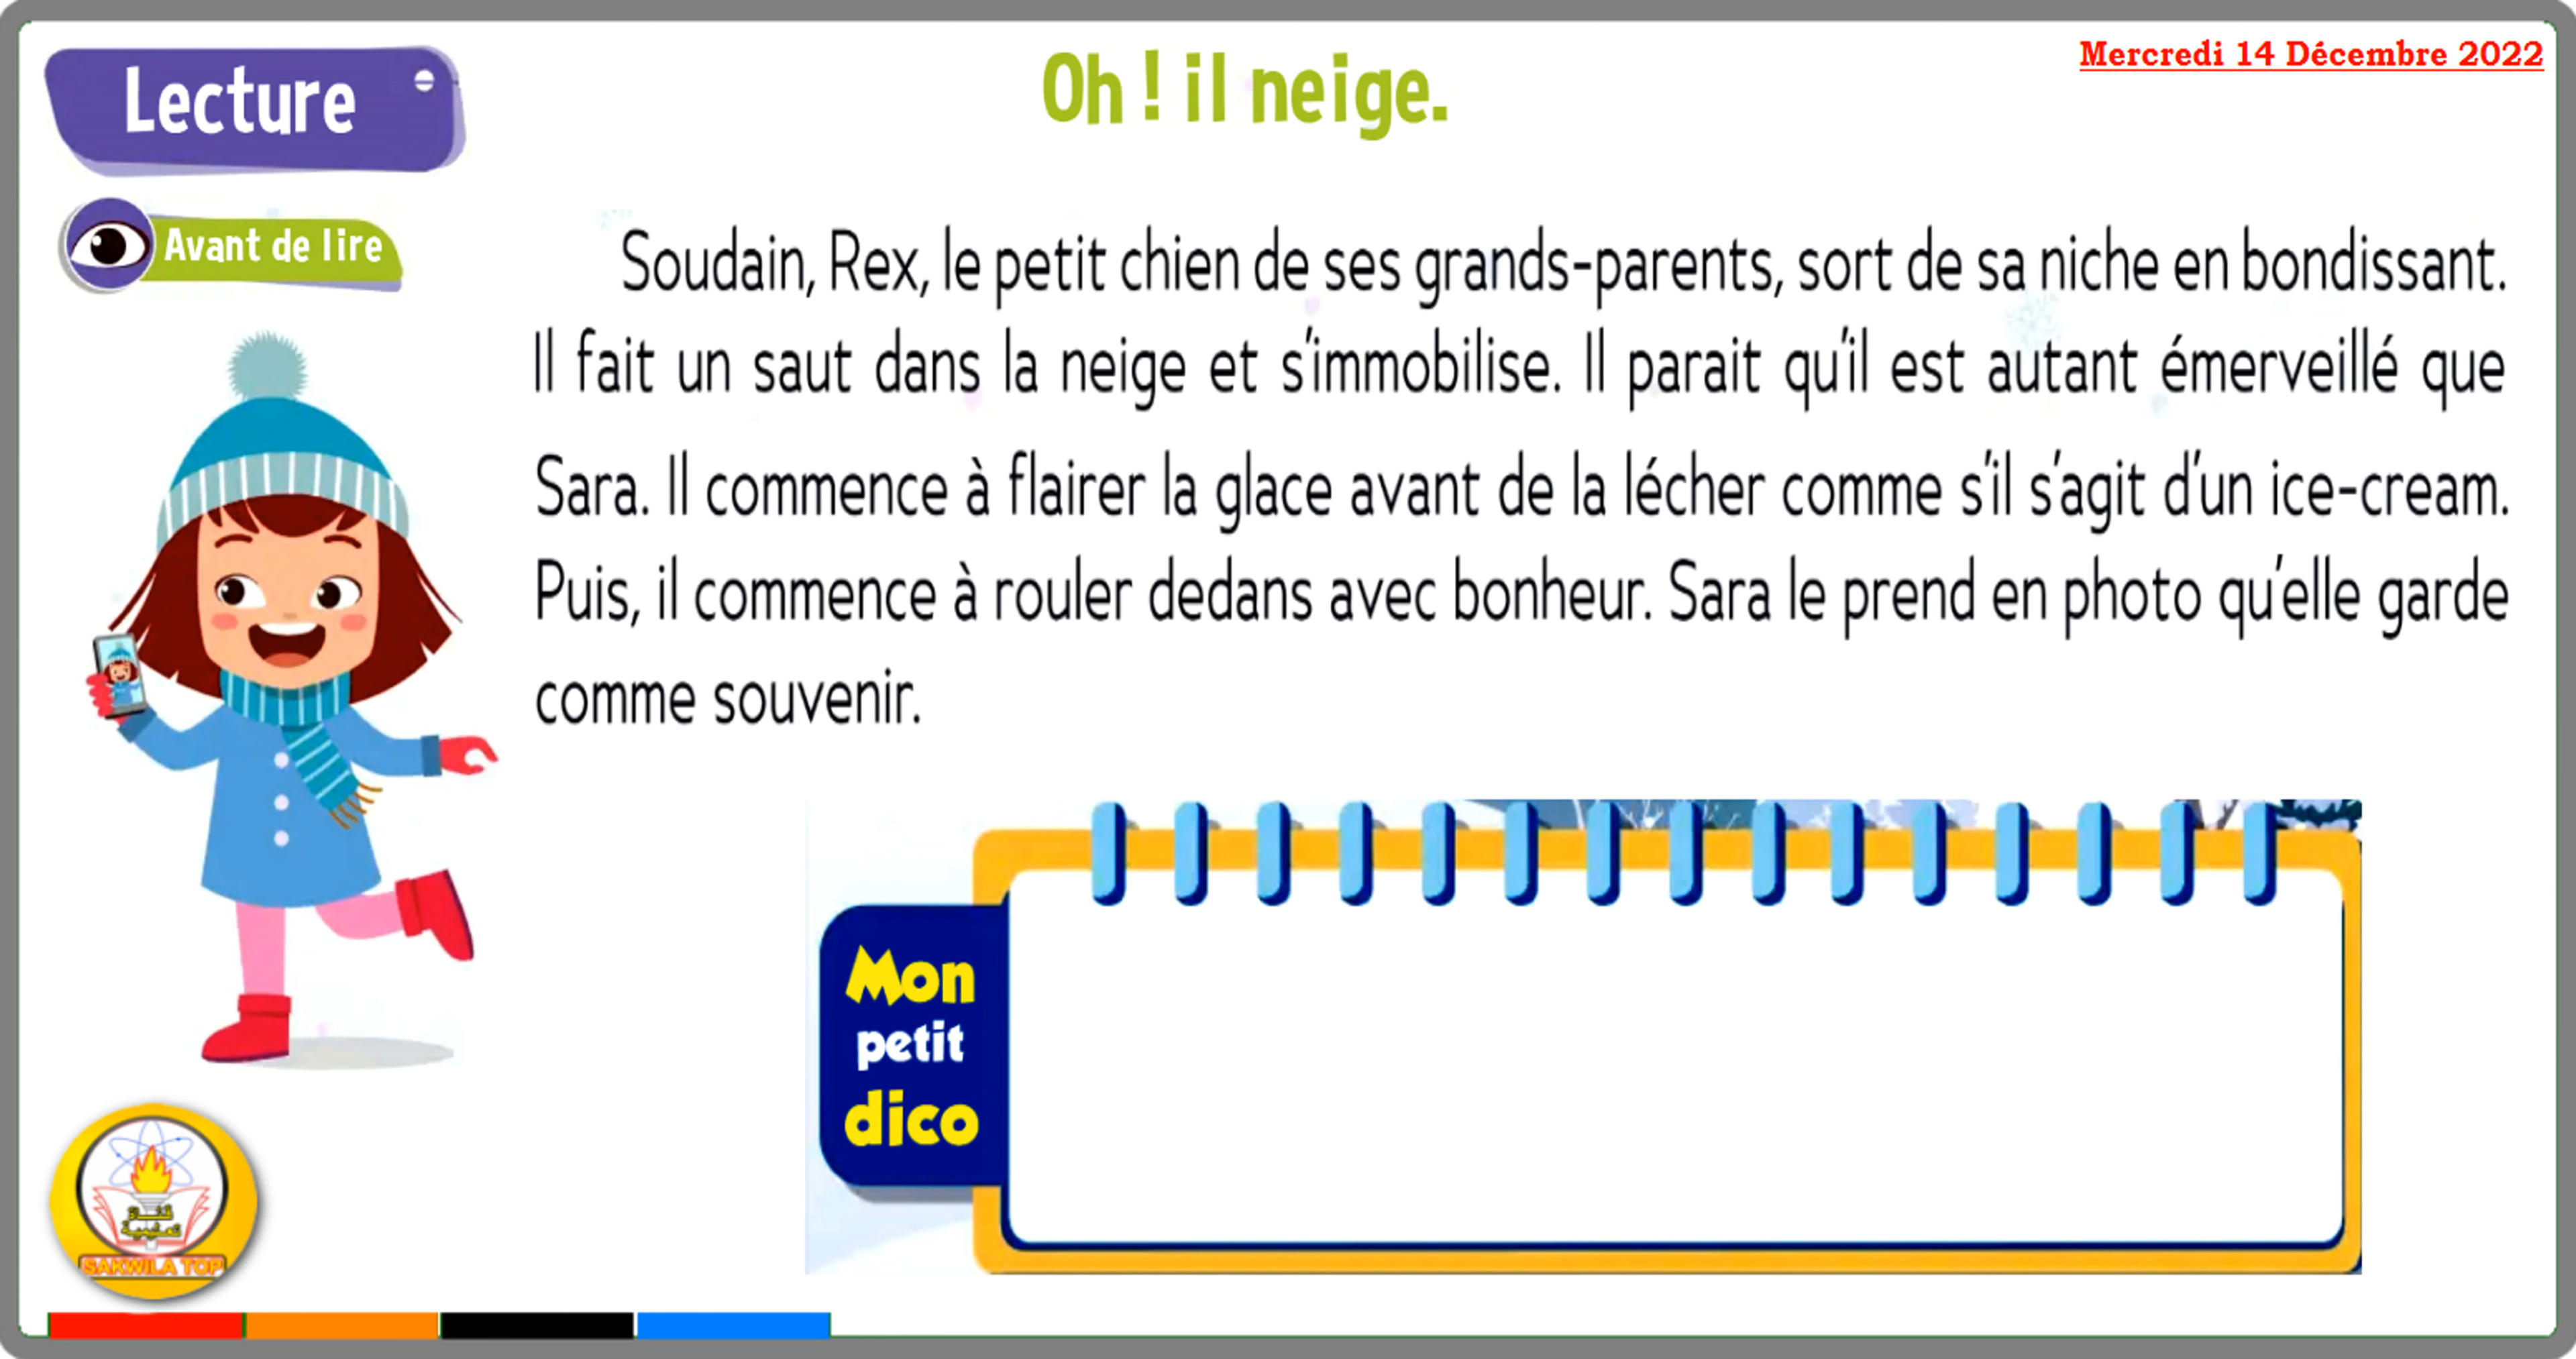 Lecture
Oh ! il neige.
Mercredi 14 Décembre 2022
Avant de lire
Soudain, Rex, le petit chien de ses grands-parents, sort de sa niche en bondissant.
Il fait un saut dans la neige et s'immobilise. Il parait qu'il est autant émerveillé que
Sara. Il commence à flairer la glace avant de la lécher comme s'il s'agit d'un ice-cream.
Puis, il commence à rouler dedans avec bonheur. Sara le prend en photo qu'elle garde
comme souvenir.
Mon
petit
dico
قناة
تعليمية
SAKWILA TOP